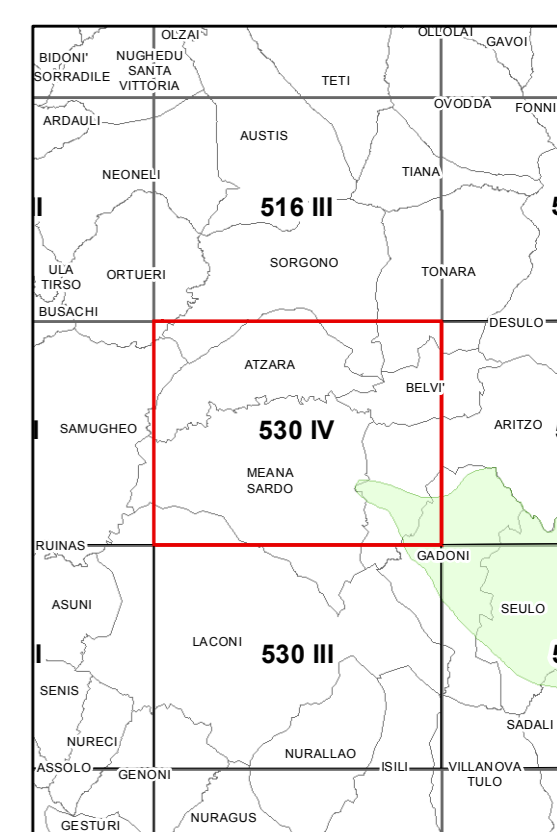 OLZAI
OLLOLAI
GAVOI
BIDONI'
SORRADILE
NUGHEDU
SANTA
VITTORIA
TETI
OVODDA
FONNI
ARDAULI
AUSTIS
NEONELI
TIANA
I
516 III
5
ULA
TIRSO
ORTUERI
SORGONO
TONARA
BUSACHI
DESULO
ATZARA
BELVI'
I
SAMUGHEO
530 IV
ARITZO
MEANA
SARDO
RUINAS
GADONI
ASUNI
SEULO
I
LACONI
530 III
5
SENIS
SADALI
NURECI
NURALLAO
ASSOLO
GENONI
ISILI
VILLANOVA
TULO
GESTURI
NURAGUS